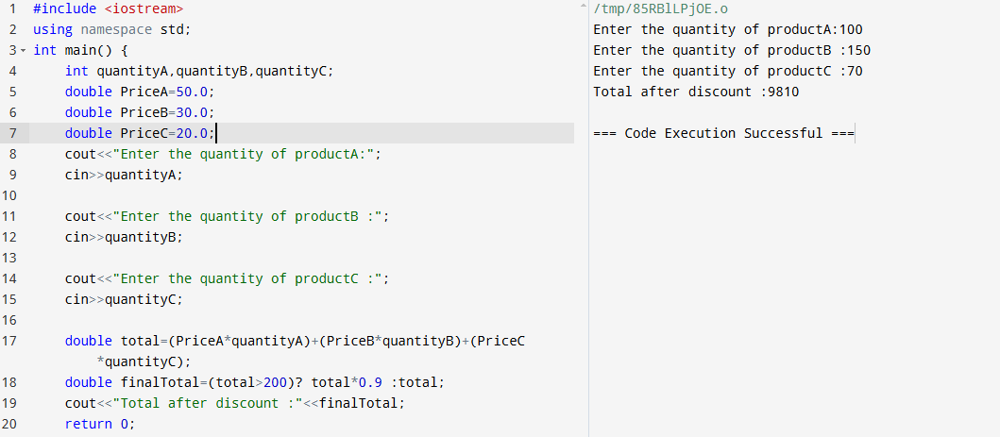 1 #include <iostream>
2 using namespace std;
3 int main() {
4 int quantityA,quantityB,quantityC;
5 double PriceA=50.0;
6 double PriceB=30.0;
7 double PriceC=20.0;
8 cout<<"Enter the quantity of productA:";
9 cin>>quantityA;
10
11 cout<<"Enter the quantity of productB :";
12 cin>>quantityB;
13
14 cout<<"Enter the quantity of productC :";
15 cin>>quantityC;
16
17 double total=(PriceA*quantityA)+(PriceB*quantityB)+(PriceC
*quantityC);
18 double finalTotal=(total>200)? total*0.9 :total;
19 cout<<"Total after discount :"<<finalTotal;
20 return 0;
/tmp/85RBlLPjOE.o
Enter the quantity of productA:100
Enter the quantity of productB :150
Enter the quantity of productC :70
Total after discount :9810
=== Code Execution Successful ===